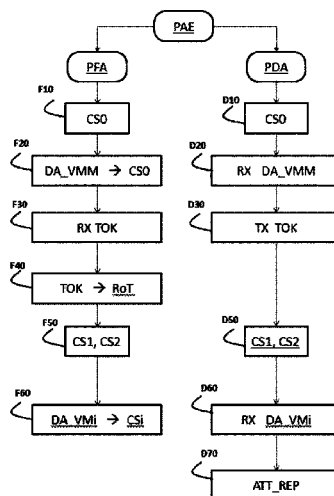 PAE
PFA
PDA
F10
CS0
D10
CS0
F20
DA_VMM → CS0
D20
RX DA_VMM
F30
RX TOK
D30
TX TOK
F40
TOK → RoT
F50
CS1, CS2
D50
CS1, CS2
F60
DA_VMi → CSi
D60
RX DA_VMi
D70
ATT_REP